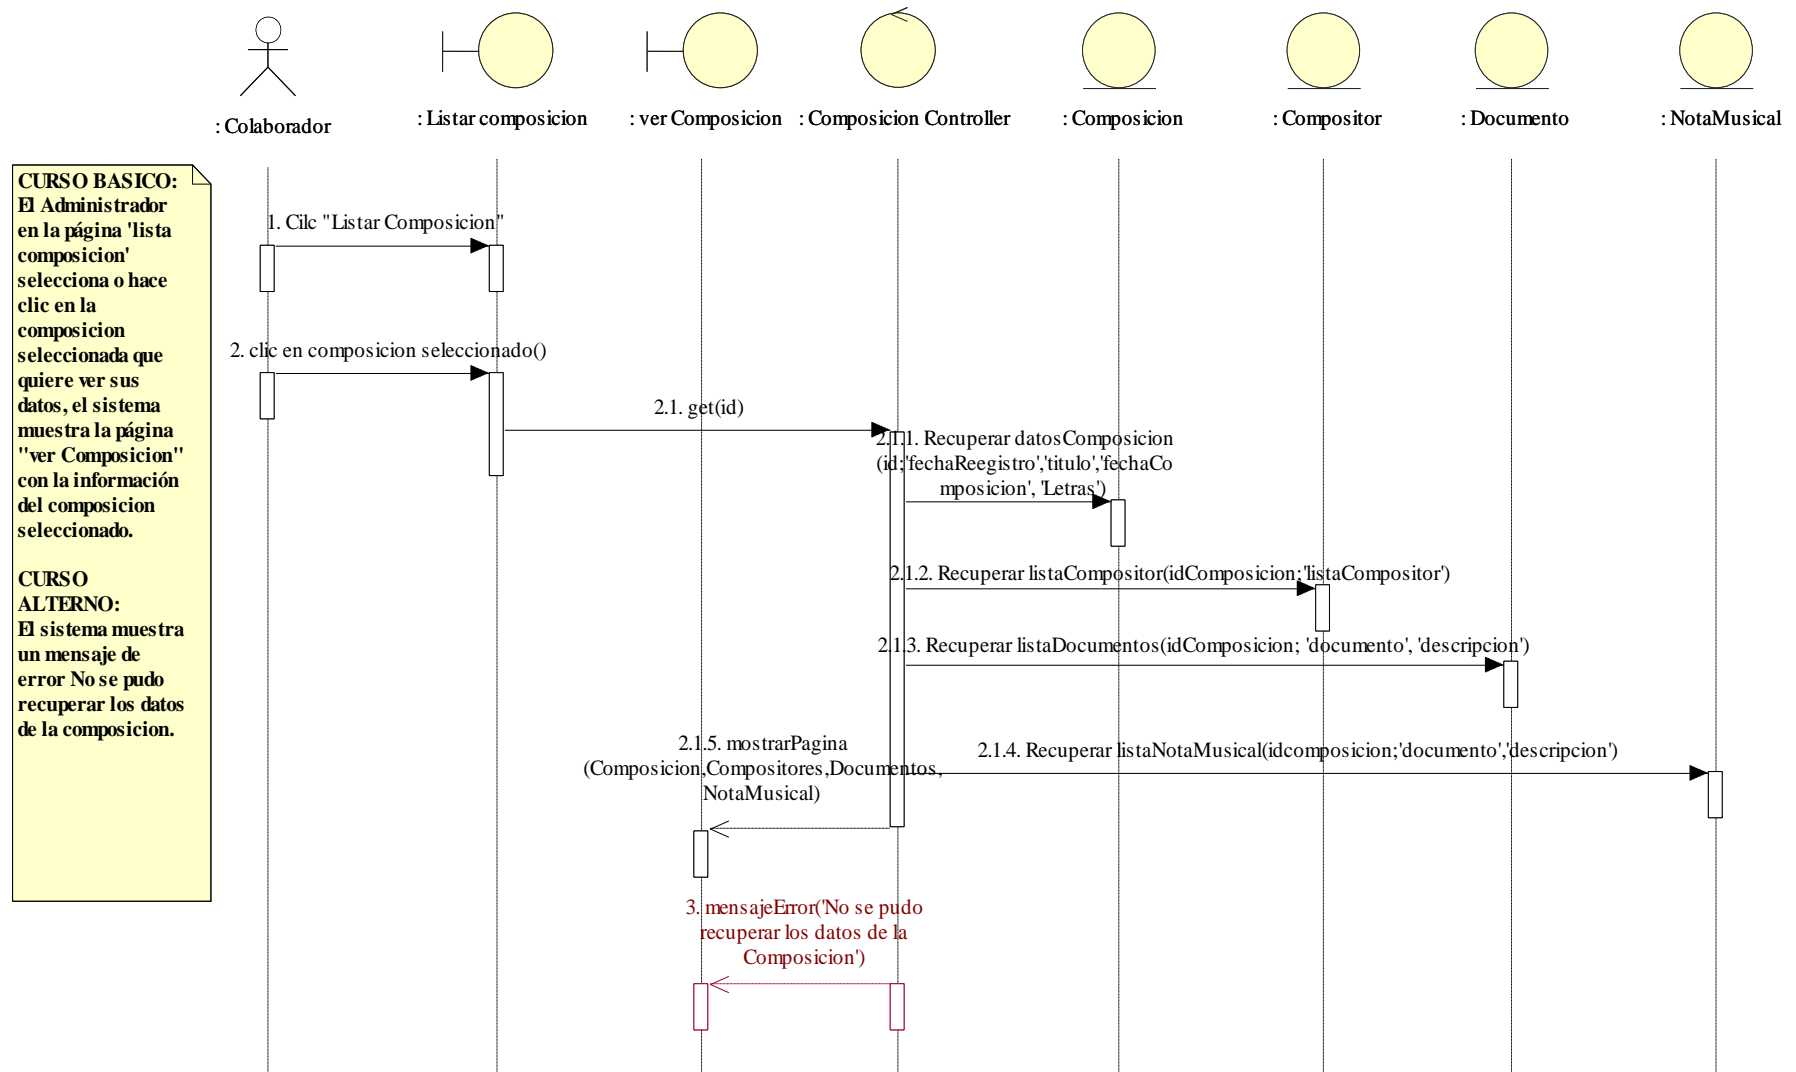 : Colaborador
: Listar composicion
: ver Composicion
: Composicion Controller
: Composicion
: Compositor
: Documento
: NotaMusical
CURSO BASICO:
El Administrador
en la página 'lista
composicion'
selecciona o hace
clic en la
composicion
seleccionada que
quiere ver sus
datos, el sistema
muestra la página
"ver Composicion"
con la información
del composicion
seleccionado.
CURSO
ALTERNO:
El sistema muestra
un mensaje de
error No se pudo
recuperar los datos
de la composicion.
1. Cilc "Listar Composicion"
2. clic en composicion seleccionado()
2.1. get(id)
2.1.1. Recuperar datosComposicion
(id;'fechaReegistro','titulo','fechaCo
mposicion', 'Letras')
2.1.2. Recuperar listaCompositor(idComposicion;'listaCompositor')
2.1.3. Recuperar listaDocumentos(idComposicion; 'documento', 'descripcion')
2.1.4. Recuperar listaNotaMusical(idcomposicion;'documento','descripcion')
2.1.5. mostrarPagina
(Composicion,Compositores,Documentos,
NotaMusical)
3. mensajeError('No se pudo
recuperar los datos de la
Composicion')